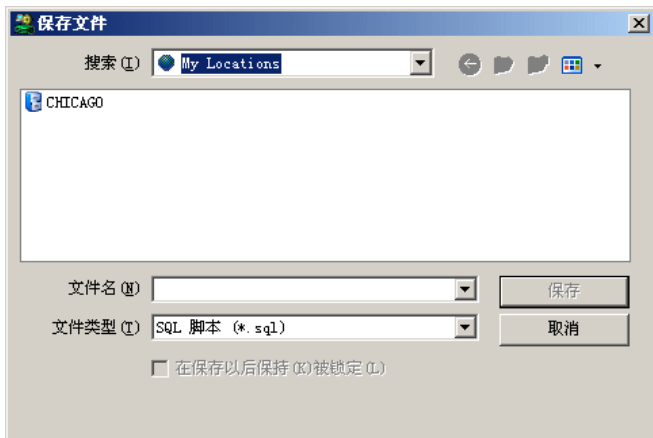 保存文件
搜索(I) My Locations
CHICAGO
文件名(N) 保存
文件类型(T) SQL 脚本 (*.sql) 取消
在保存以后保持(K)被锁定(L)